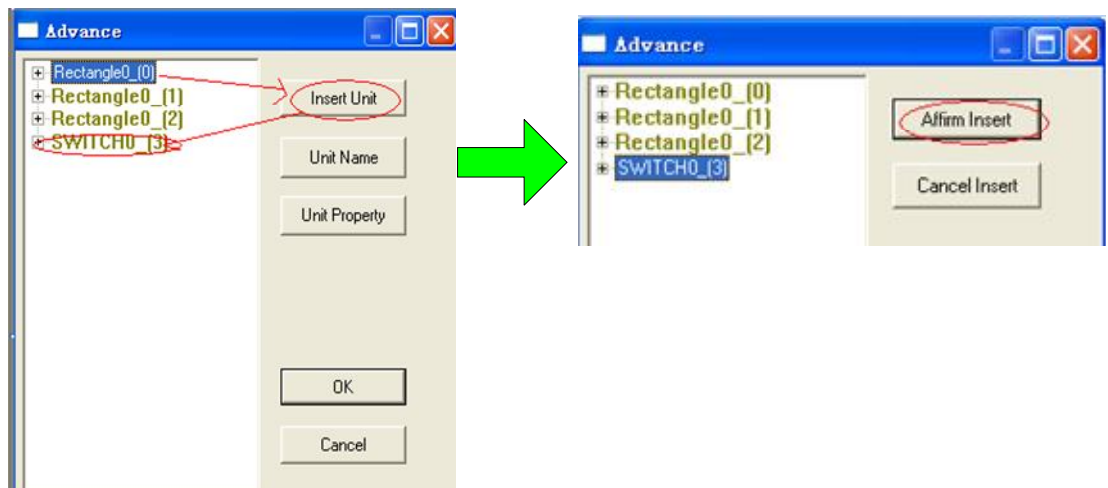 Advance
Rectangle0_(0)
Rectangle0_(1)
Rectangle0_(2)
SWITCH0_(3)
Insert Unit
Unit Name
Unit Property
OK
Cancel
Advance
Rectangle0_(0)
Rectangle0_(1)
Rectangle0_(2)
SWITCH0_(3)
Affirm Insert
Cancel Insert